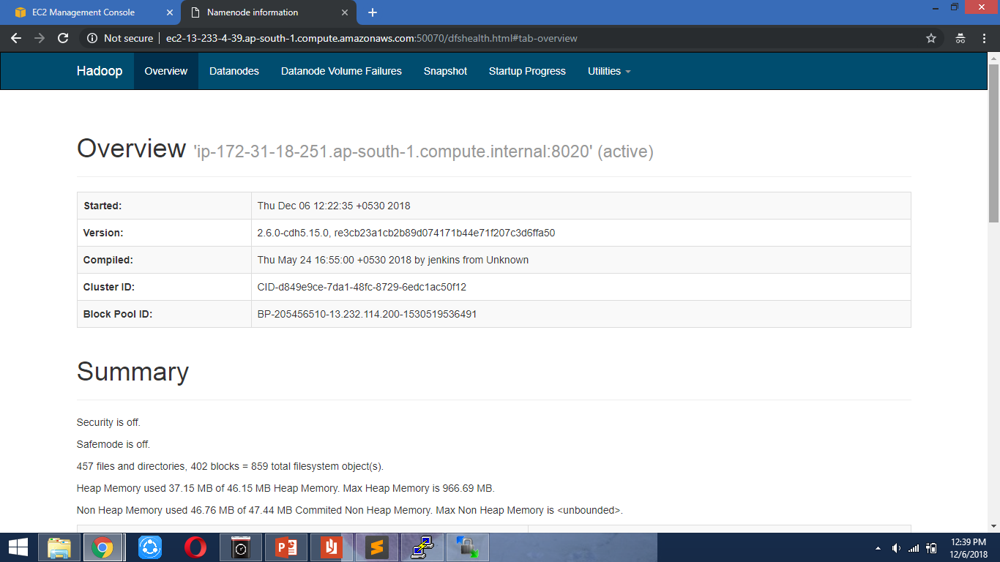 EC2 Management Console
Namenode information
Not secure ec2-13-233-4-39.ap-south-1.compute.amazonaws.com:50070/dfshealth.html#tab-overview
Hadoop Overview Datanodes Datanode Volume Failures Snapshot Startup Progress Utilities
Overview 'ip-172-31-18-251.ap-south-1.compute.internal:8020' (active)
Started: Thu Dec 06 12:22:35 +0530 2018
Version: 2.6.0-cdh5.15.0, re3cb23a1cb2b89d074171b44e71f207c3d6ffa50
Compiled: Thu May 24 16:55:00 +0530 2018 by jenkins from Unknown
Cluster ID: CID-d849e9ce-7da1-48fc-8729-6edc1ac50f12
Block Pool ID: BP-205456510-13.232.114.200-1530519536491
Summary
Security is off.
Safemode is off.
457 files and directories, 402 blocks = 859 total filesystem object(s).
Heap Memory used 37.15 MB of 46.15 MB Heap Memory. Max Heap Memory is 966.69 MB.
Non Heap Memory used 46.76 MB of 47.44 MB Commited Non Heap Memory. Max Non Heap Memory is <unbounded>.
12:39 PM
12/6/2018